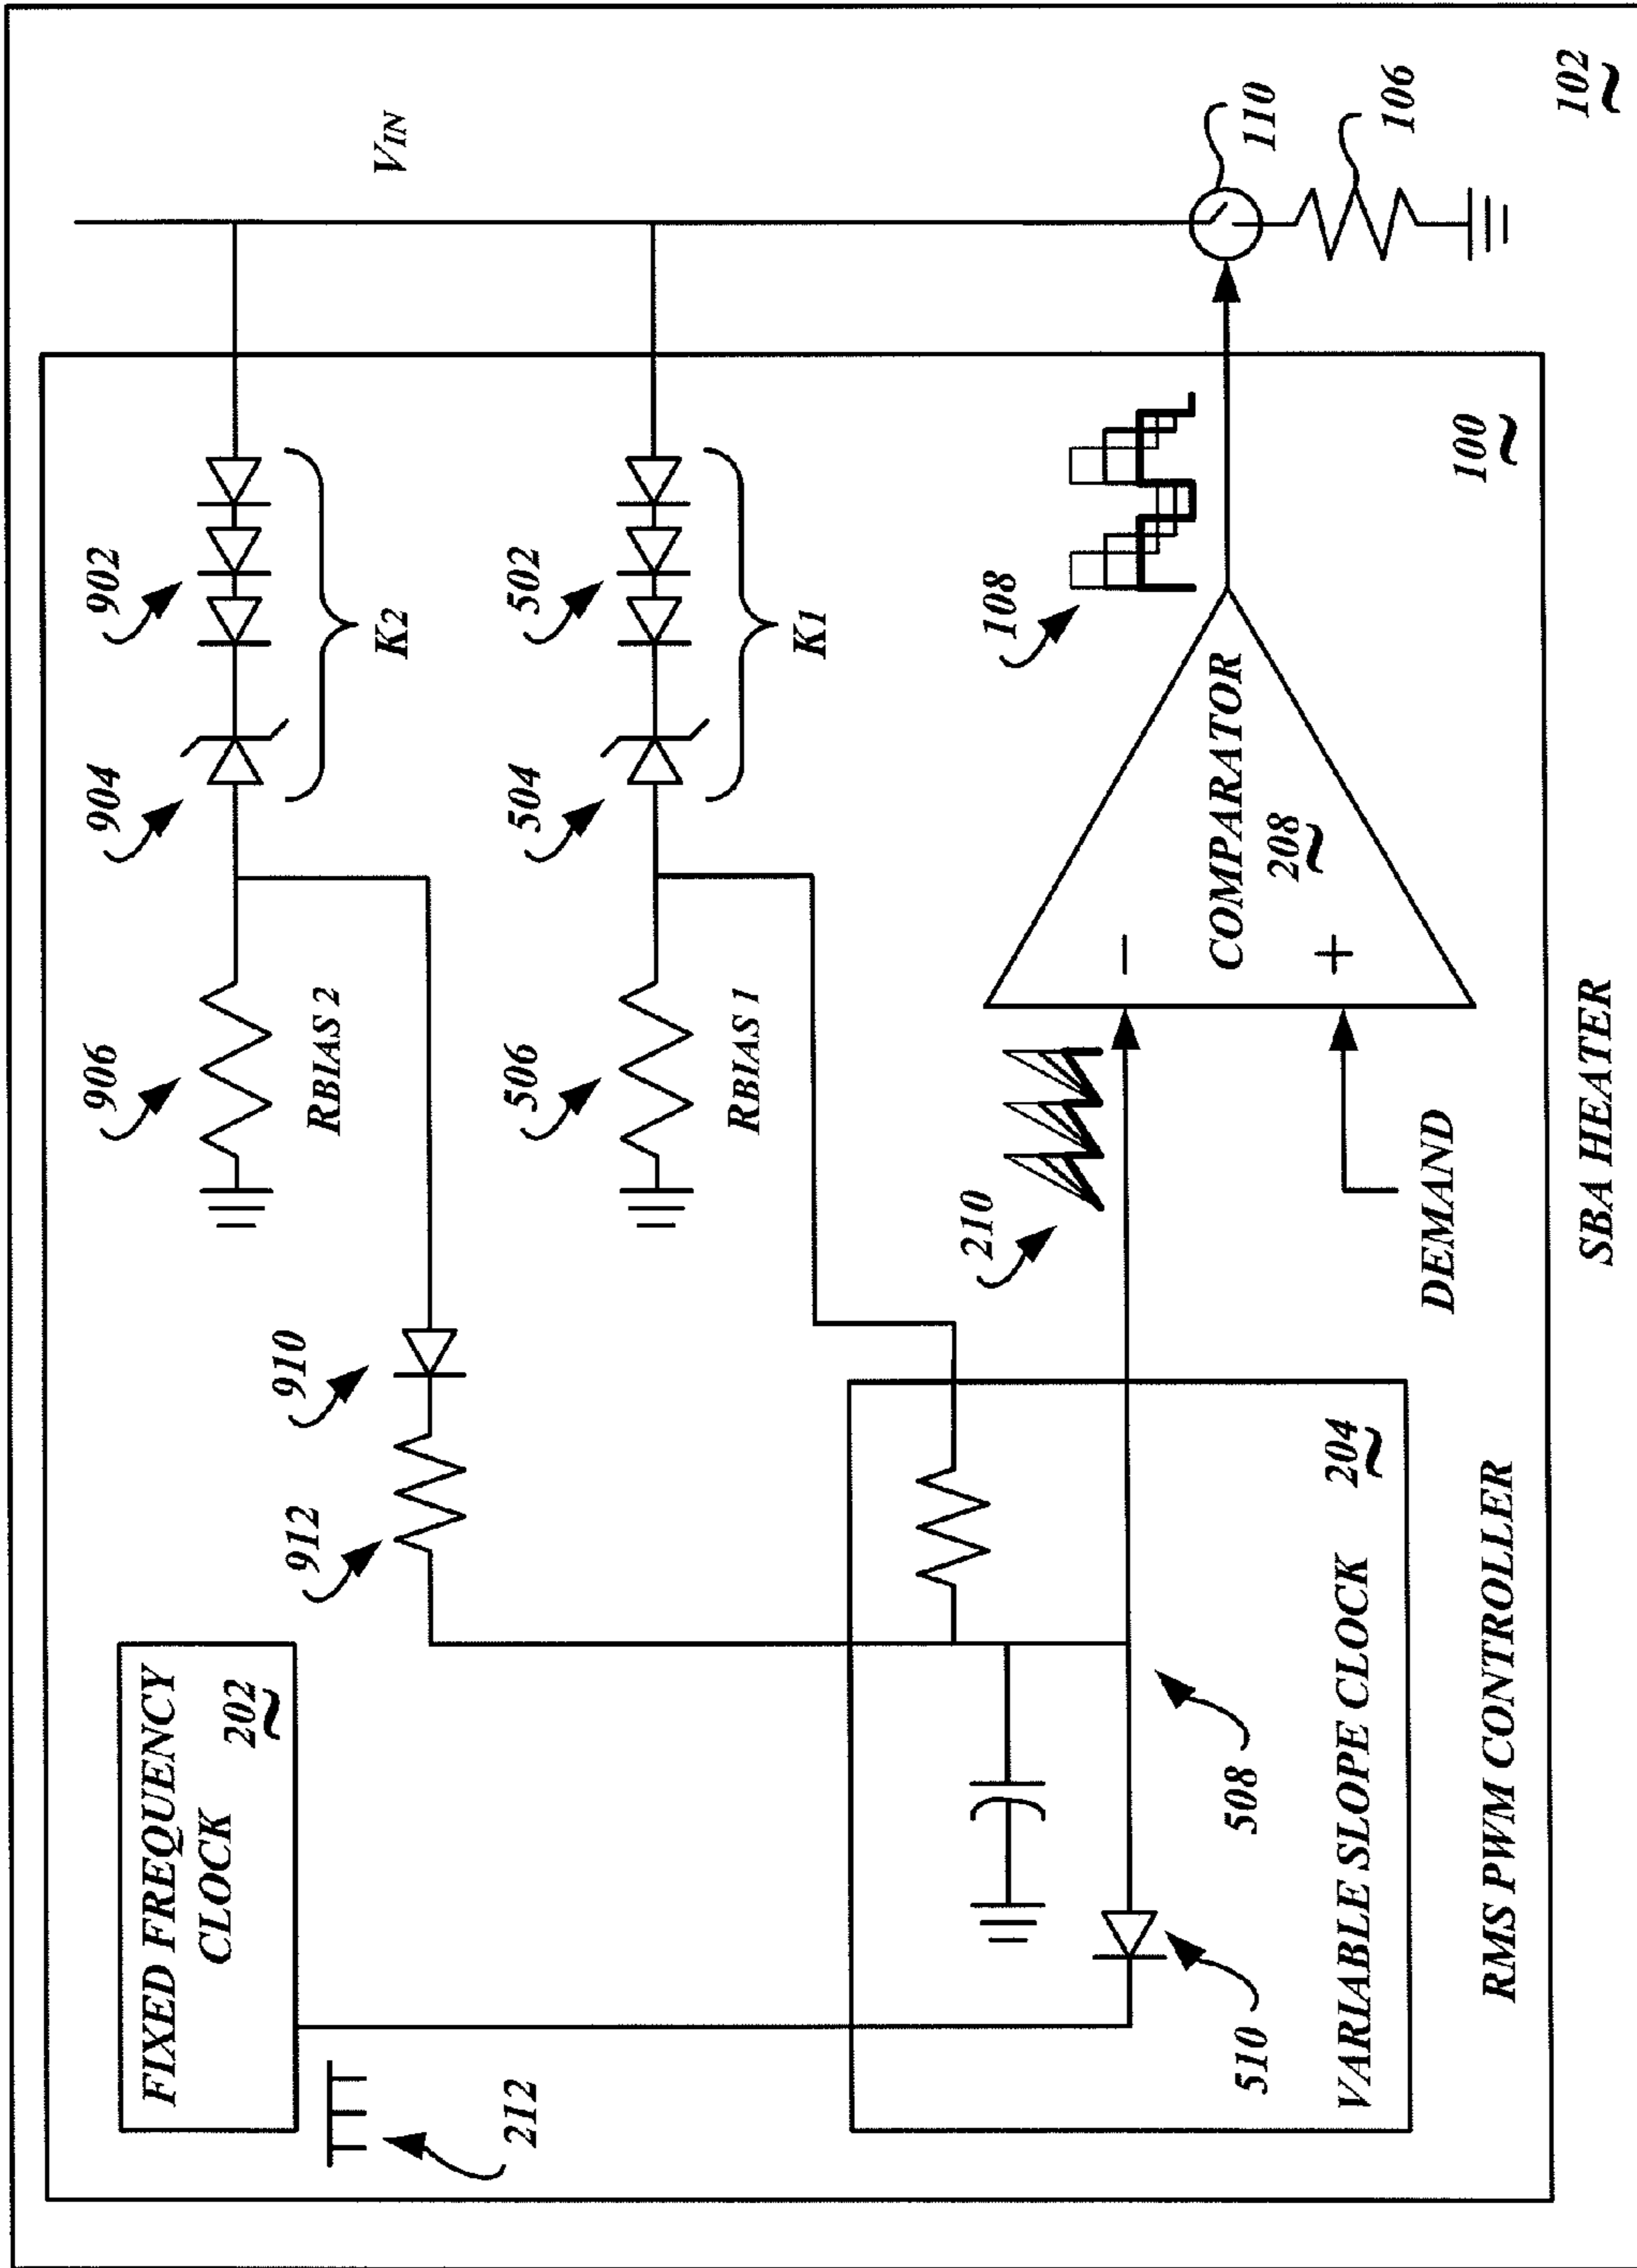 FIXED FREQUENCY
CLOCK
202
212
912
910
906
RBIAS 2
904
902
K2
VIN
506
RBIAS 1
504
502
K1
210
108
COMPARATOR
208
−
+
DEMAND
110
106
508
510
204
VARIABLE SLOPE CLOCK
100
RMS PWM CONTROLLER
102
SBA HEATER